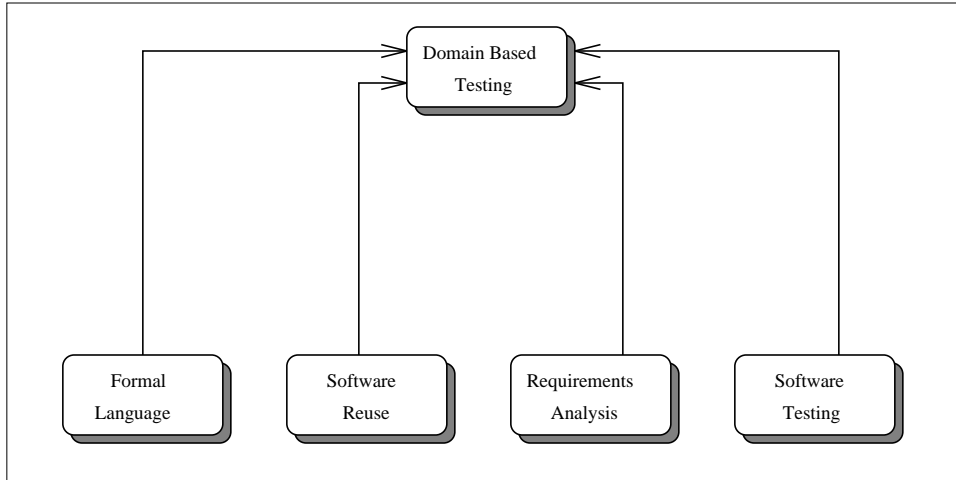 Domain Based
Testing
Formal
Language
Software
Reuse
Requirements
Analysis
Software
Testing